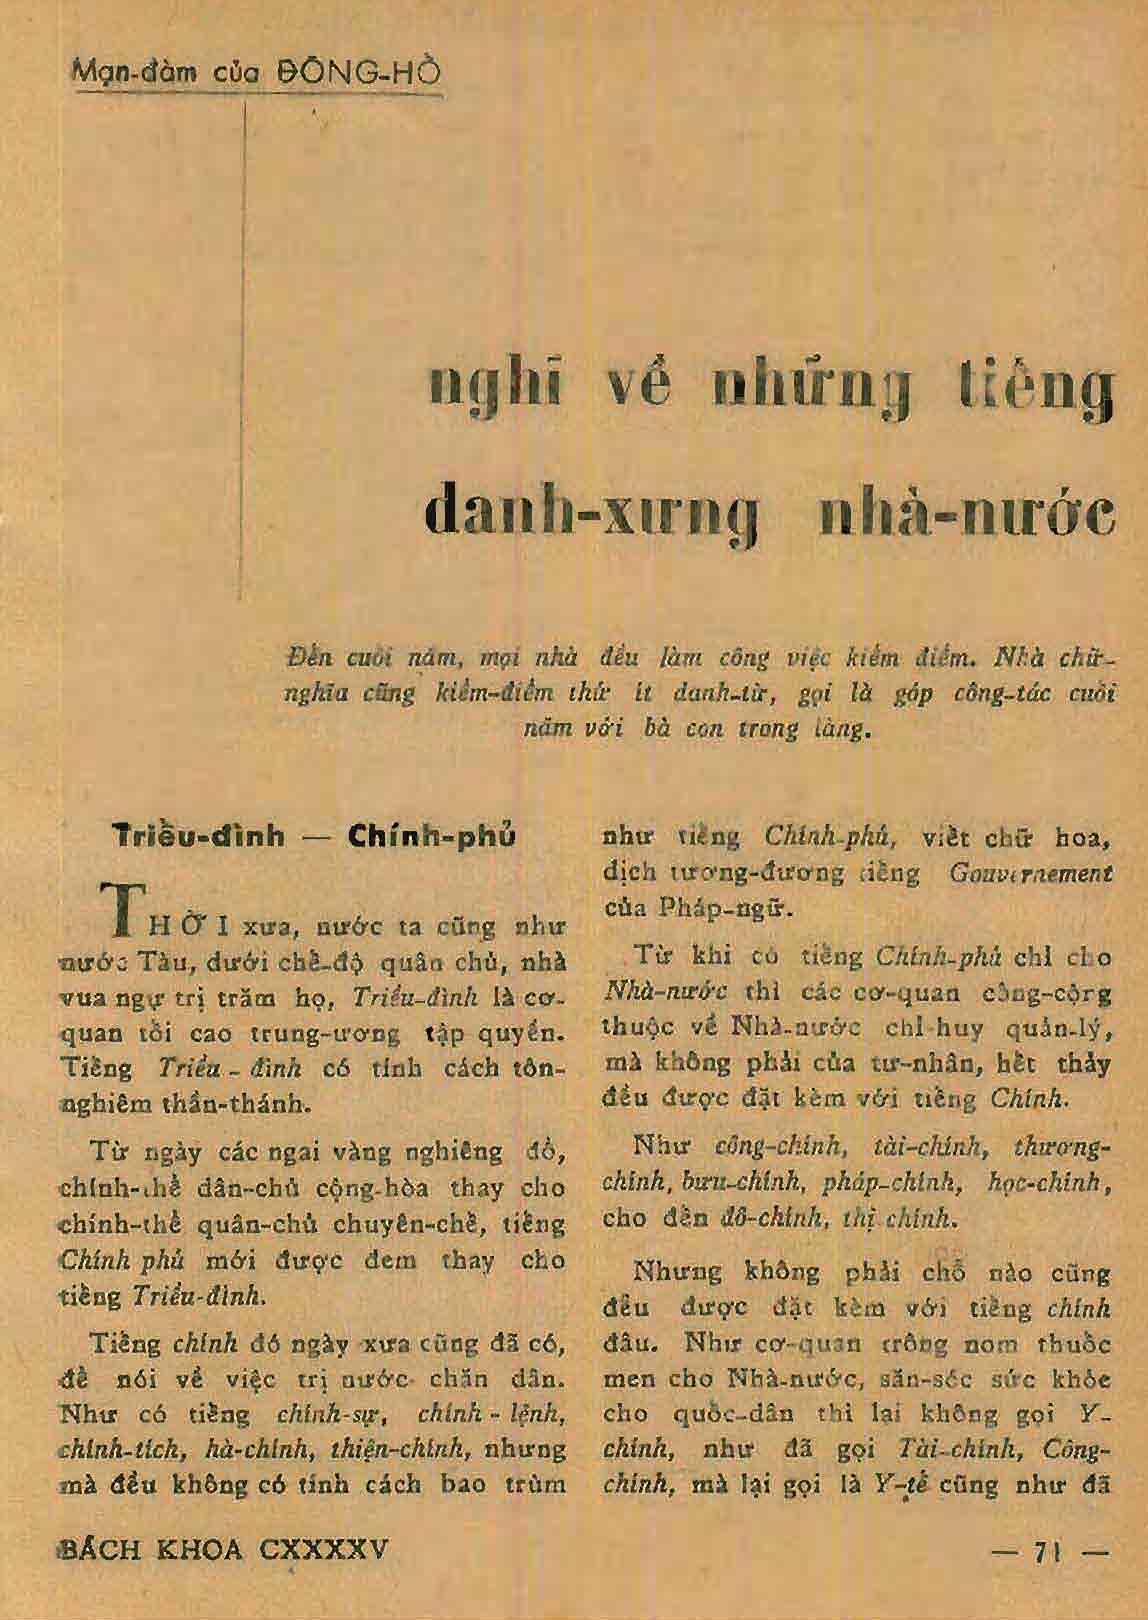 Mạn-đàm của ĐÔNG-HỒ
nghĩ về những tiếng
danh-xưng nhà-nước
Đến cuối năm, mọi nhà đều làm công việc kiểm điểm. Nhà chữ-
nghĩa cũng kiểm-điểm thử ít danh-từ, gọi là góp công-tác cuối
năm với bà con trong làng.
Triều-đình — Chính-phủ
THỜI xưa, nước ta cũng như
nước Tàu, dưới chế-độ quân chủ, nhà
vua ngự trị trăm họ, Triều-đình là cơ-
quan tối cao trung-ương tập quyền.
Tiếng Triều-đình có tính cách tôn-
nghiêm thần-thánh.
Từ ngày các ngai vàng nghiêng đổ,
chính-thể dân-chủ cộng-hòa thay cho
chính-thể quân-chủ chuyên-chế, tiếng
Chính phủ mới được đem thay cho
tiếng Triều-đình.
Tiếng chính đó ngày xưa cũng đã có,
để nói về việc trị nước chăn dân.
Như có tiếng chính-sự, chính-lệnh,
chính-tích, hà-chính, thiện-chính, nhưng
mà đều không có tính cách bao trùm
như tiếng Chính-phủ, viết chữ hoa,
dịch tương-đương tiếng Gouvernement
của Pháp-ngữ.
Từ khi có tiếng Chính-phủ chỉ cho
Nhà-nước thì các cơ-quan công-cộng
thuộc về Nhà-nước chỉ-huy quản-lý,
mà không phải của tư-nhân, hết thảy
đều được đặt kèm với tiếng Chính.
Như công-chính, tài-chính, thương-
chính, bưu-chính, pháp-chính, học-chính,
cho đến đô-chính, thị chính.
Nhưng không phải chỗ nào cũng
đều được đặt kèm với tiếng chính
đâu. Như cơ-quan trông nom thuốc
men cho Nhà-nước, săn-sóc sức khỏe
cho quốc-dân thì lại không gọi Y-
chính, như đã gọi Tài-chính, Công-
chính, mà lại gọi là Y-tế cũng như đã
BÁCH KHOA CXXXXV
— 71 —